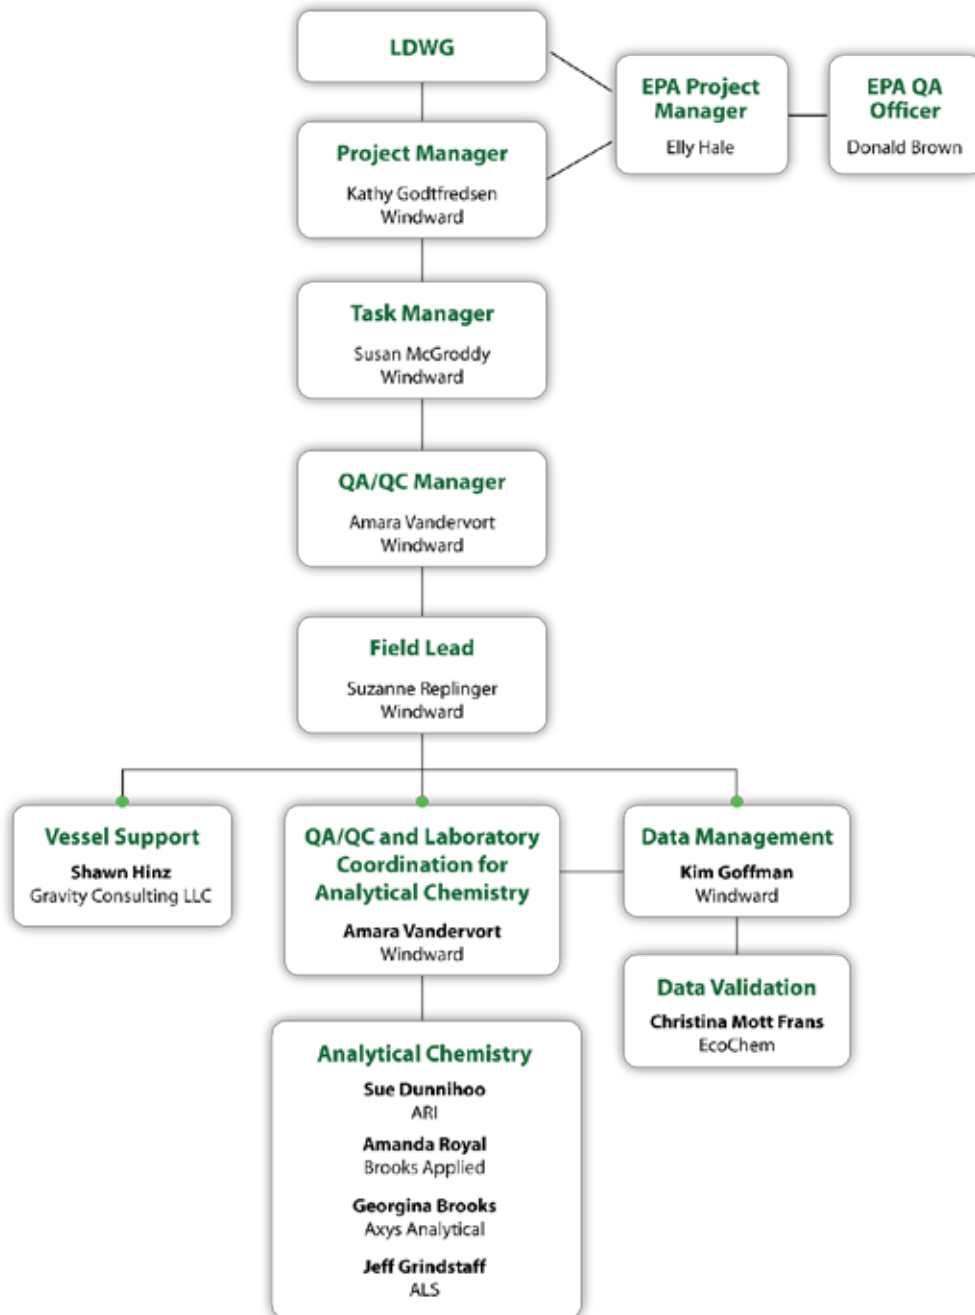 LDWG
EPA Project
Manager
Elly Hale
EPA QA
Officer
Donald Brown
Project Manager
Kathy Godtfredsen
Windward
Task Manager
Susan McGroddy
Windward
QA/QC Manager
Amara Vandervort
Windward
Field Lead
Suzanne Replinger
Windward
Vessel Support
Shawn Hinz
Gravity Consulting LLC
QA/QC and Laboratory
Coordination for
Analytical Chemistry
Amara Vandervort
Windward
Data Management
Kim Goffman
Windward
Data Validation
Christina Mott Frans
EcoChem
Analytical Chemistry
Sue Dunnihoo
ARI
Amanda Royal
Brooks Applied
Georgina Brooks
Axys Analytical
Jeff Grindstaff
ALS